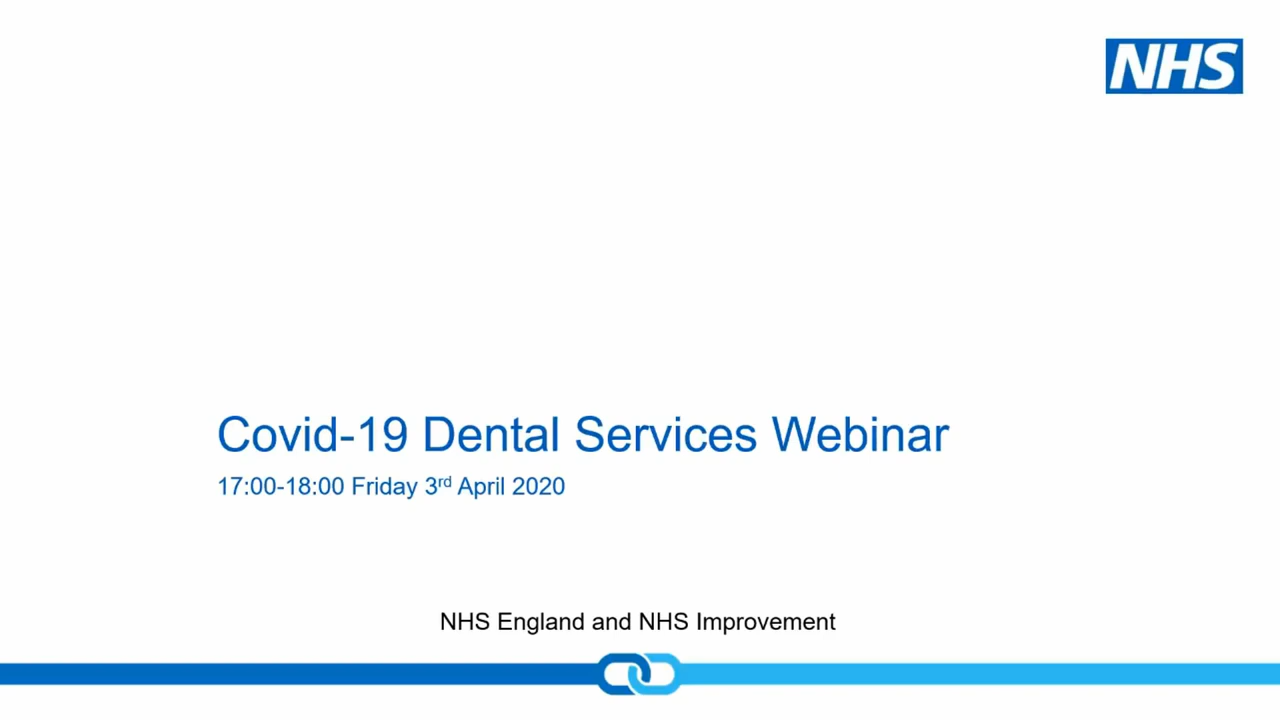 NHS
Covid-19 Dental Services Webinar
17:00-18:00 Friday 3rd April 2020
NHS England and NHS Improvement